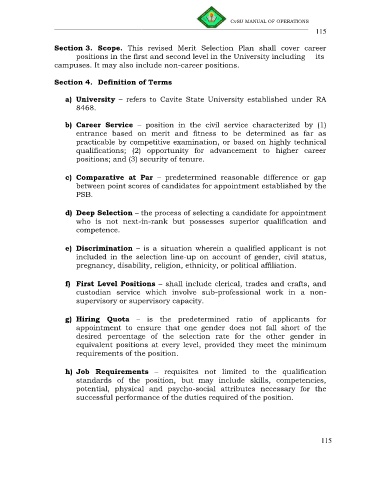 CvSU MANUAL OF OPERATIONS
115
Section 3. Scope. This revised Merit Selection Plan shall cover career
positions in the first and second level in the University including its
campuses. It may also include non-career positions.
Section 4. Definition of Terms
a) University – refers to Cavite State University established under RA
8468.
b) Career Service – position in the civil service characterized by (1)
entrance based on merit and fitness to be determined as far as
practicable by competitive examination, or based on highly technical
qualifications; (2) opportunity for advancement to higher career
positions; and (3) security of tenure.
c) Comparative at Par – predetermined reasonable difference or gap
between point scores of candidates for appointment established by the
PSB.
d) Deep Selection – the process of selecting a candidate for appointment
who is not next-in-rank but possesses superior qualification and
competence.
e) Discrimination – is a situation wherein a qualified applicant is not
included in the selection line-up on account of gender, civil status,
pregnancy, disability, religion, ethnicity, or political affiliation.
f) First Level Positions – shall include clerical, trades and crafts, and
custodian service which involve sub-professional work in a non-
supervisory or supervisory capacity.
g) Hiring Quota – is the predetermined ratio of applicants for
appointment to ensure that one gender does not fall short of the
desired percentage of the selection rate for the other gender in
equivalent positions at every level, provided they meet the minimum
requirements of the position.
h) Job Requirements – requisites not limited to the qualification
standards of the position, but may include skills, competencies,
potential, physical and psycho-social attributes necessary for the
successful performance of the duties required of the position.
115